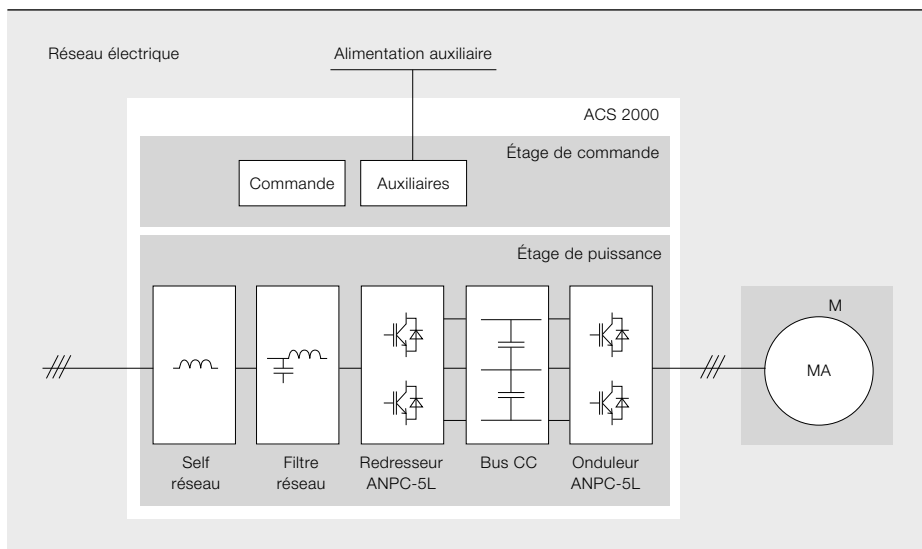 Réseau électrique
Alimentation auxiliaire
ACS 2000
Étage de commande
Commande
Auxiliaires
Étage de puissance
M
MA
Self
réseau
Filtre
réseau
Redresseur
ANPC-5L
Bus CC
Onduleur
ANPC-5L